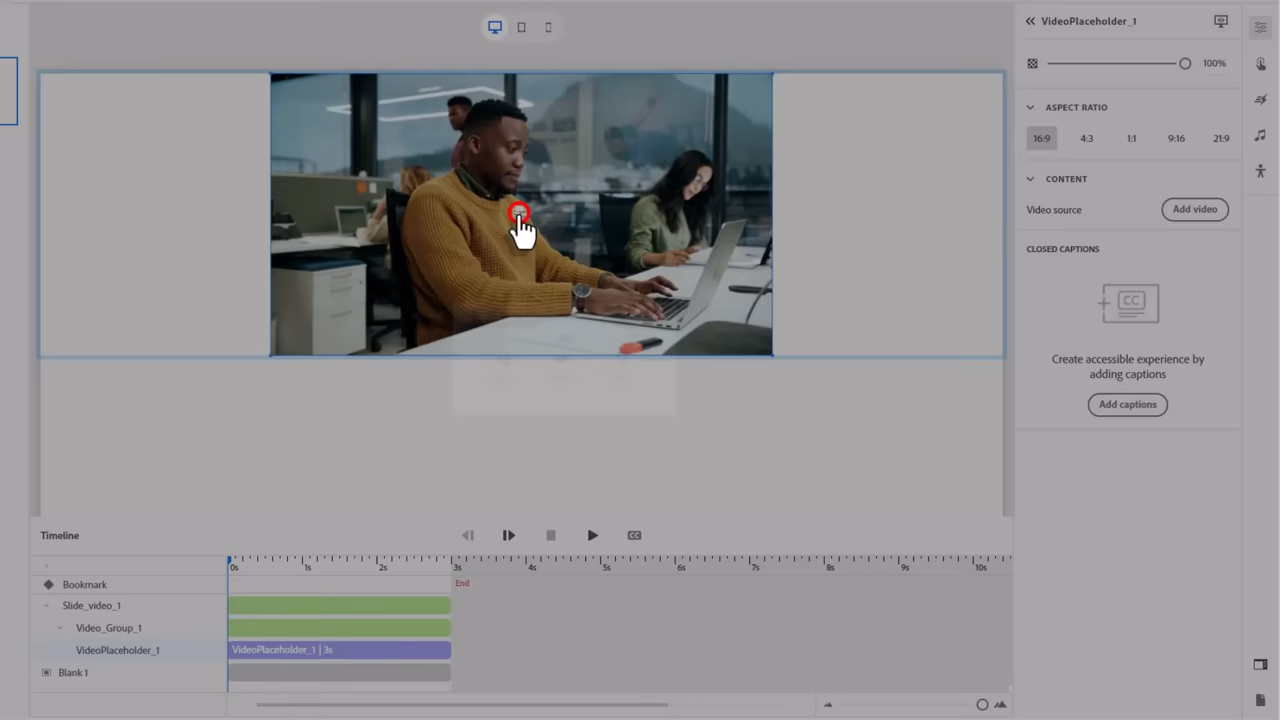 VideoPlaceholder_1
100%
ASPECT RATIO
16:9 4:3 1:1 9:16 21:9
CONTENT
Video source Add video
CLOSED CAPTIONS
CC
Create accessible experience by
adding captions
Add captions
Timeline
CC
0s 1s 2s 3s 4s 5s 6s 7s 8s 9s 10s
Bookmark
End
Slide_video_1
Video_Group_1
VideoPlaceholder_1
VideoPlaceholder_1 | 3s
Blank 1